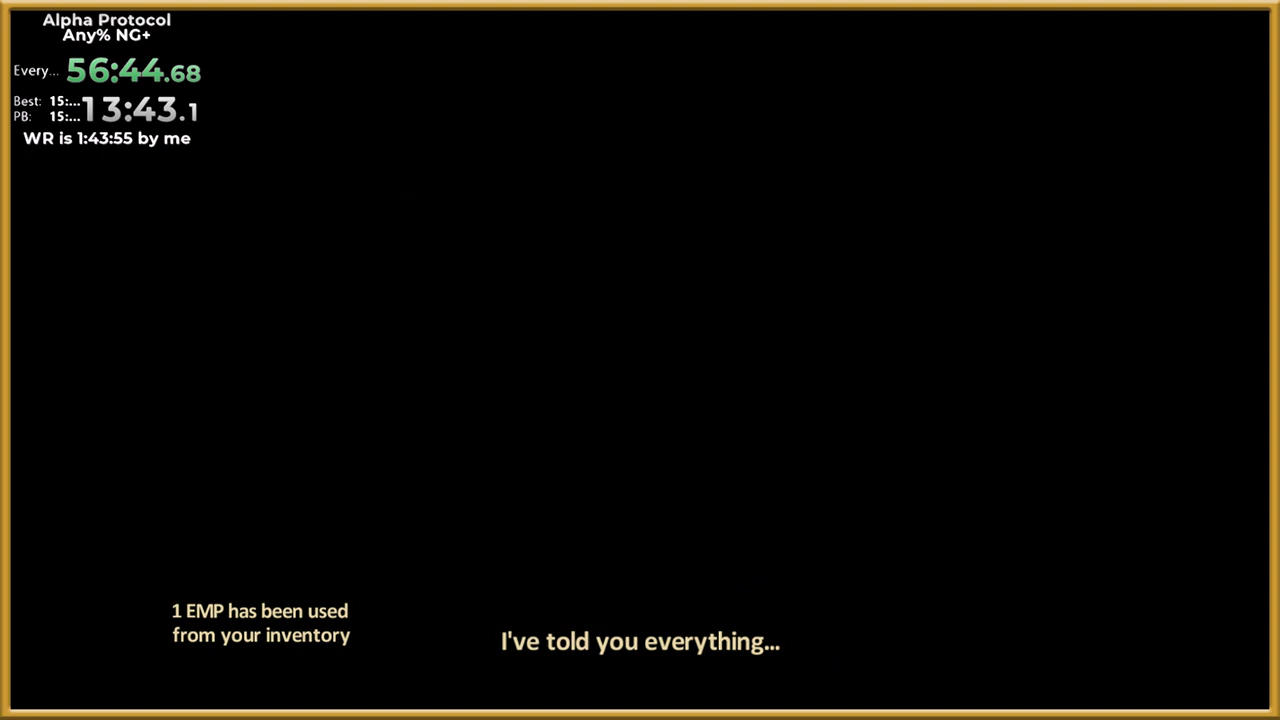 Alpha Protocol
Any% NG+
Every... 56:44.68
Best: 15:... 13:43.1
PB: 15:...
WR is 1:43:55 by me
1 EMP has been used
from your inventory
I've told you everything...